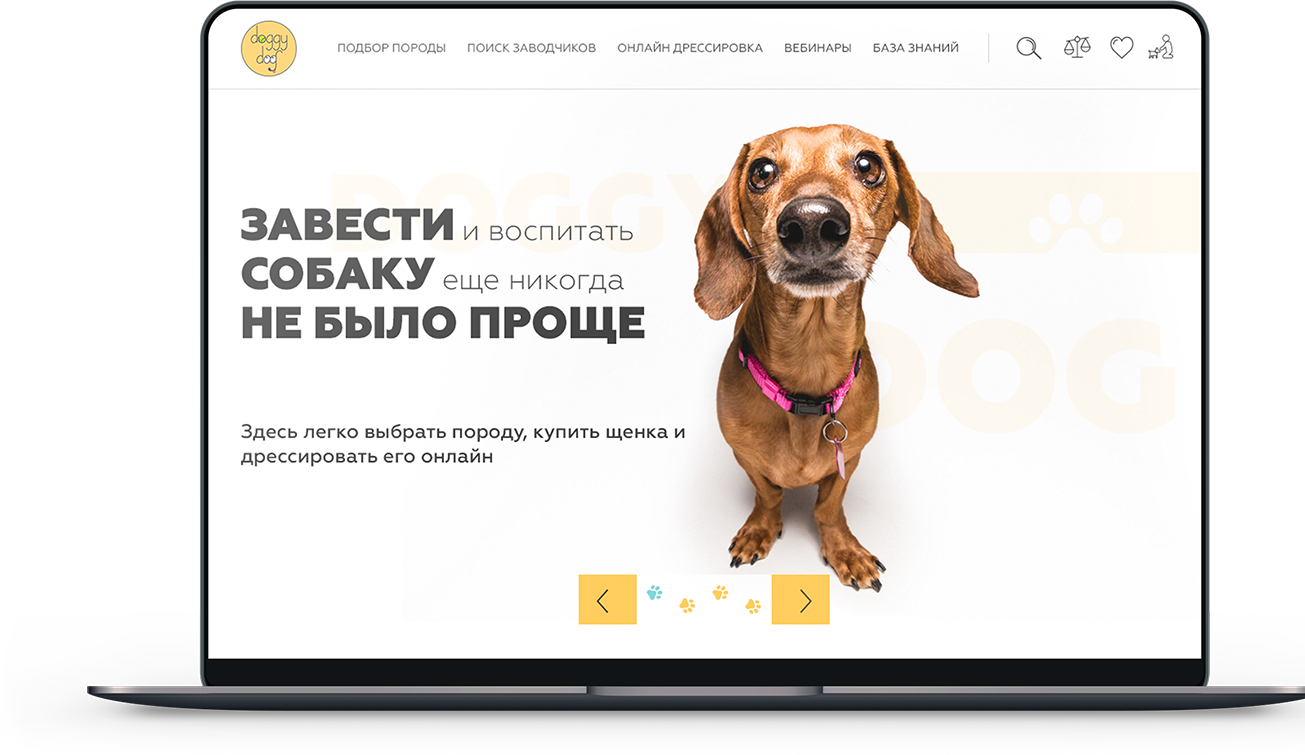 doggy
dog
ПОДБОР ПОРОДЫ
ПОИСК ЗАВОДЧИКОВ
ОНЛАЙН ДРЕССИРОВКА
ВЕБИНАРЫ
БАЗА ЗНАНИЙ
DOGGY
DOG
ЗАВЕСТИ и воспитать
СОБАКУ еще никогда
НЕ БЫЛО ПРОЩЕ
Здесь легко выбрать породу, купить щенка и
дрессировать его онлайн